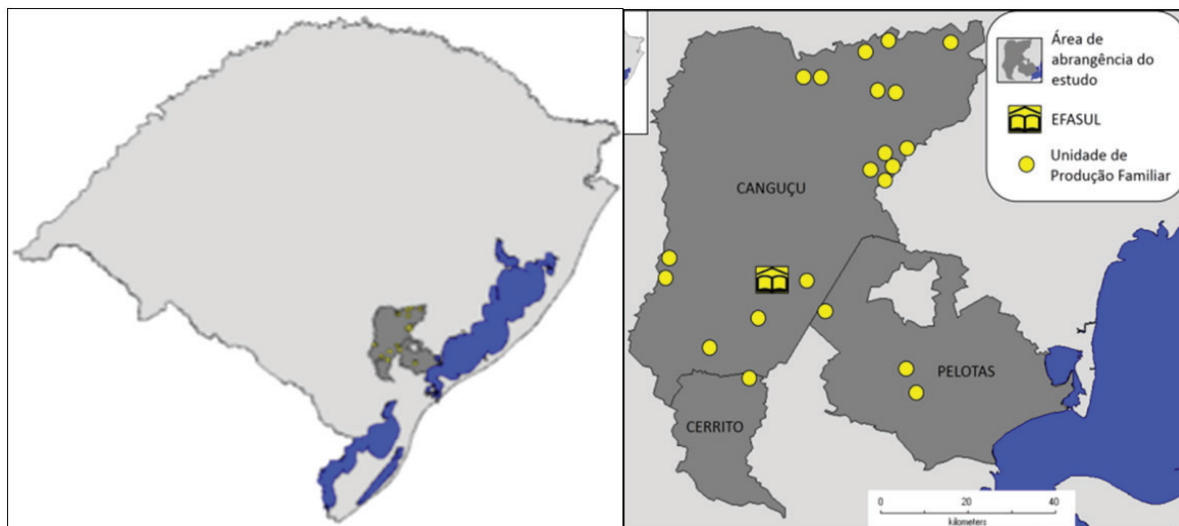 Área de
abrangência do
estudo
EFASUL
Unidade de
Produção Familiar
CANGUÇU
PELOTAS
CERRITO
0 20 40
kilometers